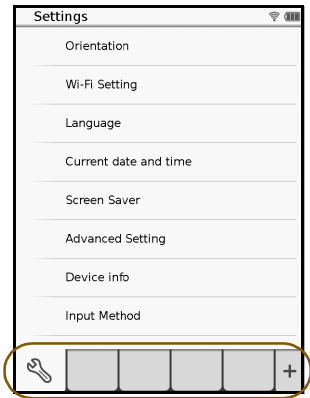 Settings
Orientation
Wi-Fi Setting
Language
Current date and time
Screen Saver
Advanced Setting
Device info
Input Method
+